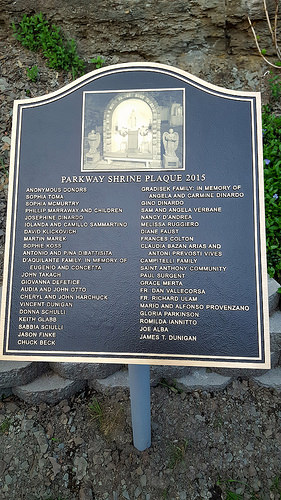 PARKWAY SHRINE PLAQUE 2015
ANONYMOUS DONORS
SOPHIA TOMA
SOPHIA MCMURTRY
PHILLIP MARRAWAY AND CHILDREN
JOSEPHINE DINARDO
IOLANDA AND CAMILLO SAMMARTINO
DAVID KLICKOVICH
MARTIN MAREK
SOPHIE KOSS
ANTONIO AND PINA DIBATTISTA
D'AQUILANTE FAMILY: IN MEMORY OF
EUGENIO AND CONCETTA
JOHN TAKACH
GIOVANNA DEFETICE
AUDIA AND JOHN OTTO
CHERYL AND JOHN HARCHUCK
VINCENT DUNIGAN
DONNA SCIULLI
KEITH GLABB
SABBIA SCIULLI
JASON FINKE
CHUCK BECK
GRADISEK FAMILY: IN MEMORY OF
ANGELA AND CARMINE DINARDO
GINO DINARDO
SAM AND ANGELA VERBANE
NANCY D'ANDREA
MELISSA RUGGIERO
DIANE FAUST
FRANCES COLTON
CLAUDIA BAZAN ARIAS AND
ANTONI PREVOSTI VIVES
CAMPITELLI FAMILY
SAINT ANTHONY COMMUNITY
PAUL SURGENT
GRACE MERTA
FR. DAN VALLECORSA
FR. RICHARD ULAM
MARIO AND ALFONSO PROVENZANO
GLORIA PARKINSON
ROMILDA IANNITTO
JOE ALBA
JAMES T. DUNIGAN